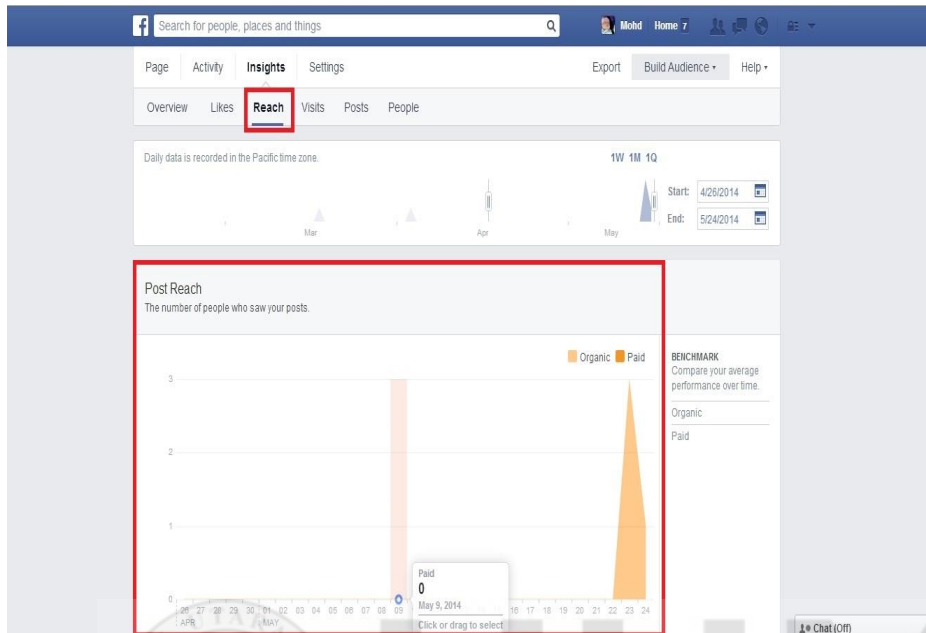 f Search for people, places and things Mohd Home 7
Page Activity Insights Settings Export Build Audience Help
Overview Likes Reach Visits Posts People
Daily data is recorded in the Pacific time zone. 1W 1M 1Q
Start: 4/26/2014
End: 5/24/2014
Mar Apr May
Post Reach
The number of people who saw your posts.
Organic Paid
BENCHMARK
Compare your average
performance over time.
Organic
Paid
3
2
1
0
Paid
0
May 9, 2014
Click or drag to select
26 27 28 29 30 01 02 03 04 05 06 07 08 09 16 17 18 19 20 21 22 23 24
APR MAY
Chat (Off)